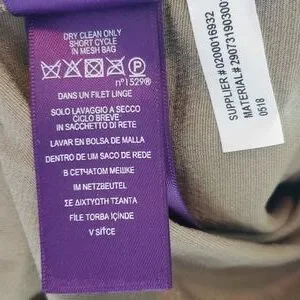 DRY CLEAN ONLY
SHORT CYCLE
IN MESH BAG
P
nº1529®
DANS UN FILET LINGE
SOLO LAVAGGIO A SECCO
CICLO BREVE
IN SACCHETTO DI RETE
LAVAR EN BOLSA DE MALLA
DENTRO DE UM SACO DE REDE
В СЕТЧАТОМ МЕШКЕ
IM NETZBEUTEL
ΣΕ ΔΙΧΤΥΩΤΗ ΤΣΑΝΤΑ
FİLE TORBA İÇİNDE
V SÍŤCE
SUPPLIER # 0200016932
MATERIAL# 29073190300
0518